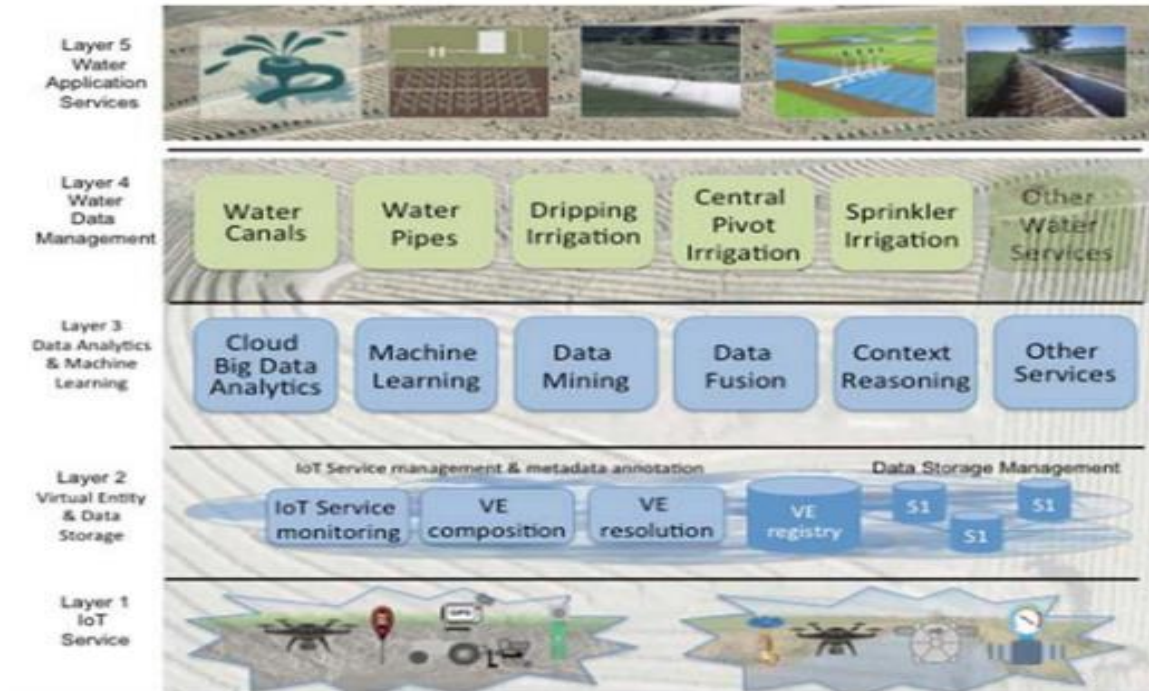 Layer 5
Water
Application
Services
Layer 4
Water
Data
Management
Water
Canals
Water
Pipes
Dripping
Irrigation
Central
Pivot
Irrigation
Sprinkler
Irrigation
Other
Water
Services
Layer 3
Data Analytics
& Machine
Learning
Cloud
Big Data
Analytics
Machine
Learning
Data
Mining
Data
Fusion
Context
Reasoning
Other
Services
Layer 2
Virtual Entity
& Data
Storage
IoT Service management & metadata annotation
Data Storage Management
IoT Service
monitoring
VE
composition
VE
resolution
VE
registry
S1
S1
S1
Layer 1
IoT
Service
GPS